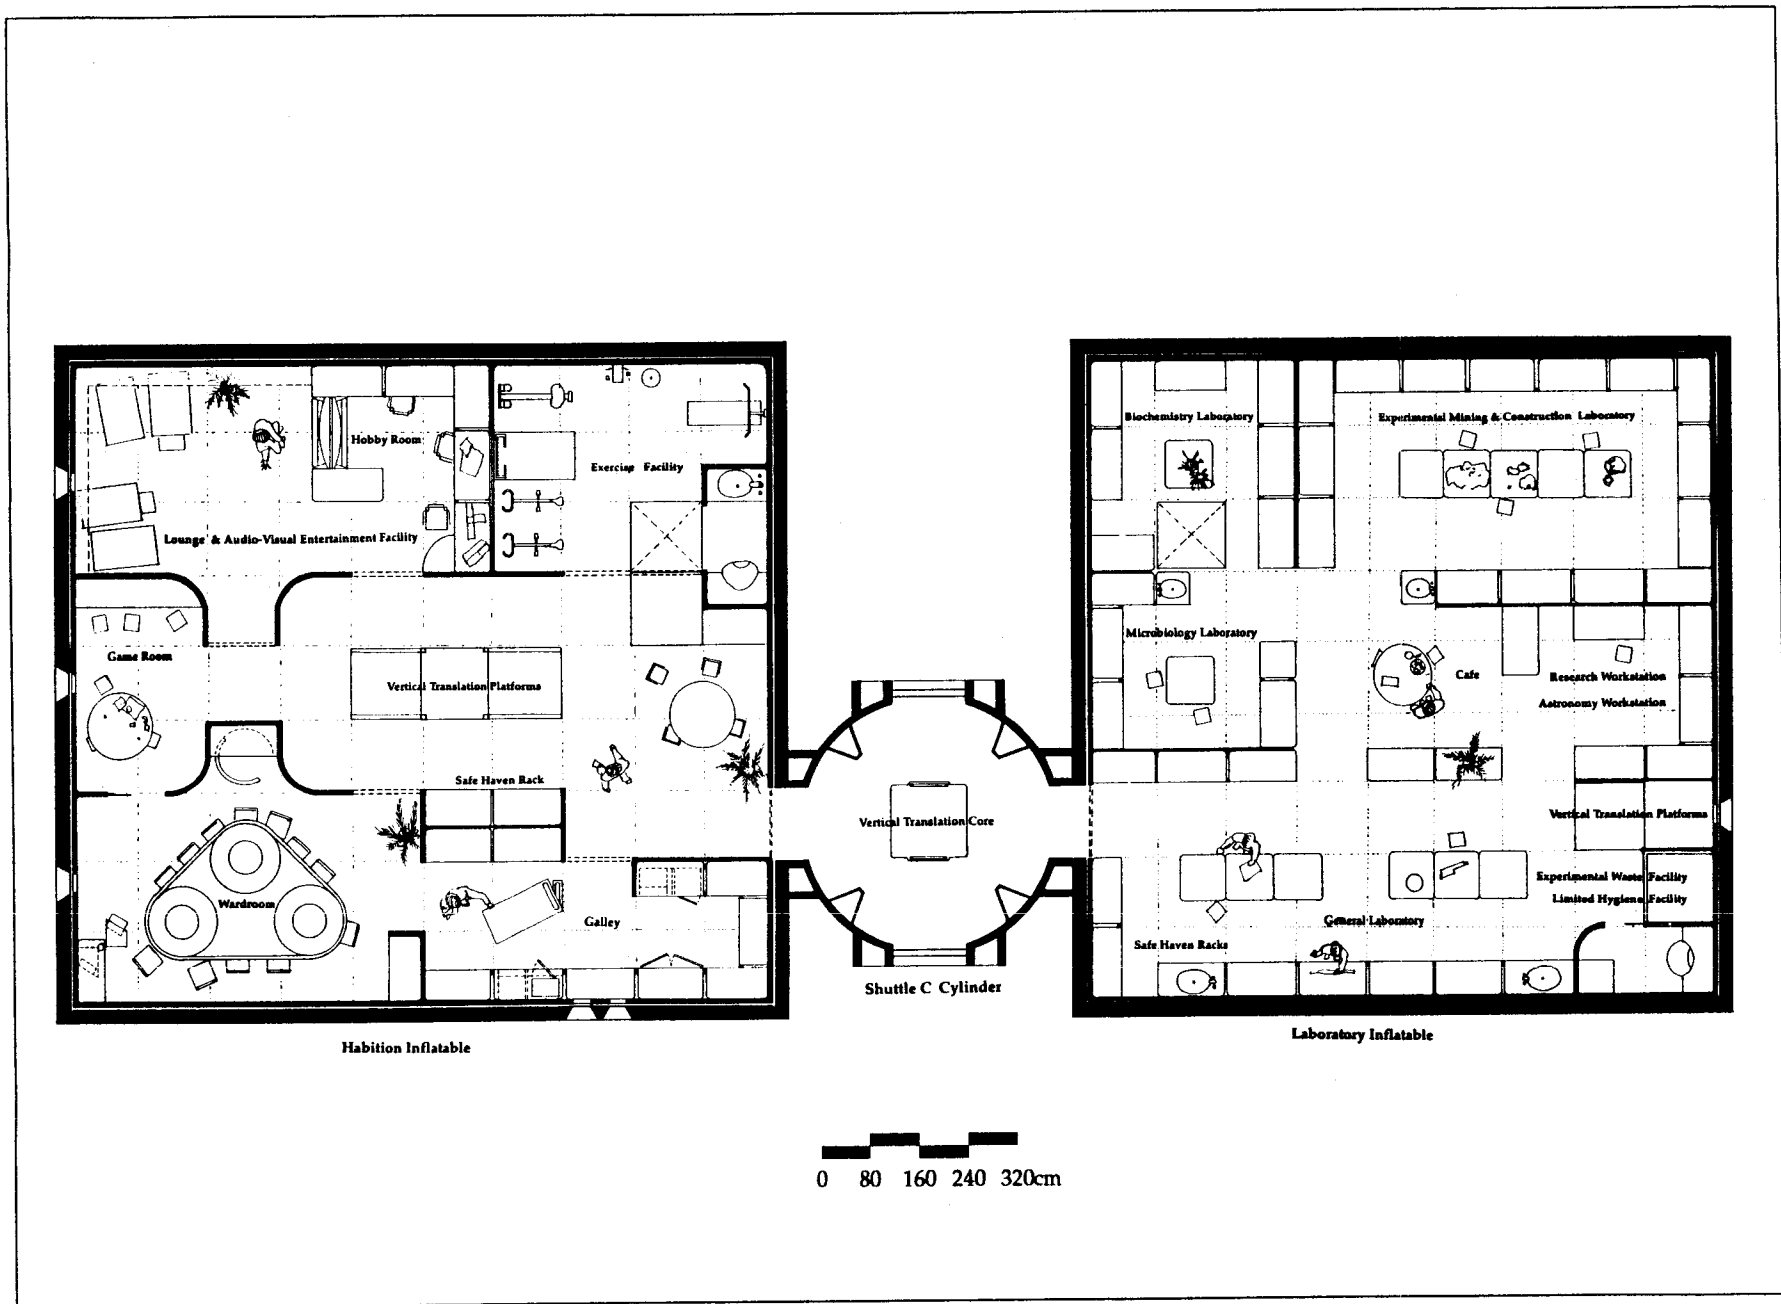 Hobby Room
Exercise Facility
Lounge & Audio-Visual Entertainment Facility
Game Room
Vertical Translation Platforms
Safe Haven Rack
Wardroom
Galley
Habition Inflatable
Vertical Translation Core
Shuttle C Cylinder
Biochemistry Laboratory
Experimental Mining & Construction Laboratory
Microbiology Laboratory
Cafe
Research Workstation
Astronomy Workstation
Vertical Translation Platforms
Experimental Waste Facility
Limited Hygiene Facility
General Laboratory
Safe Haven Racks
Laboratory Inflatable
0 80 160 240 320cm